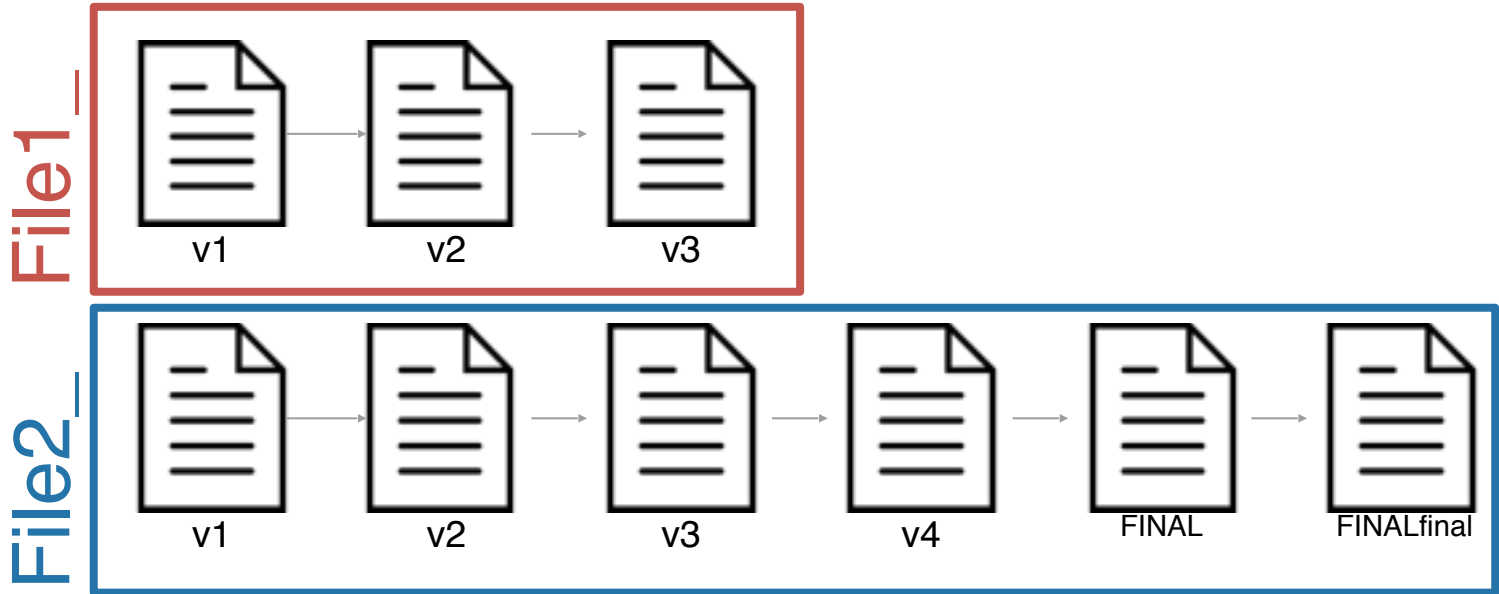 File1_
v1 v2 v3
File2_
v1 v2 v3 v4 FINAL FINALfinal